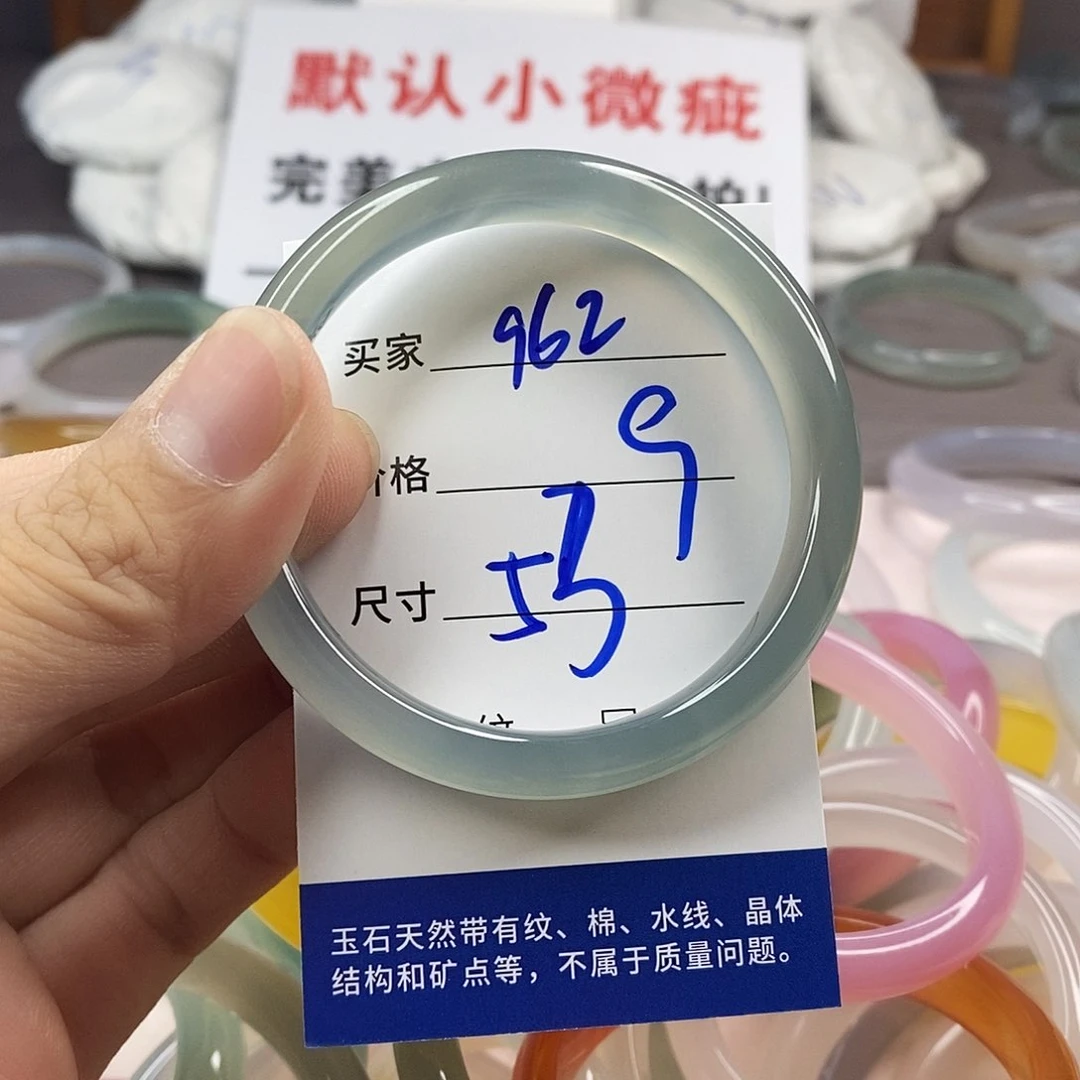 默认小微疵
完美
买家 962
价格 9
尺寸 53
玉石天然带有纹、棉、水线、晶体
结构和矿点等，不属于质量问题。